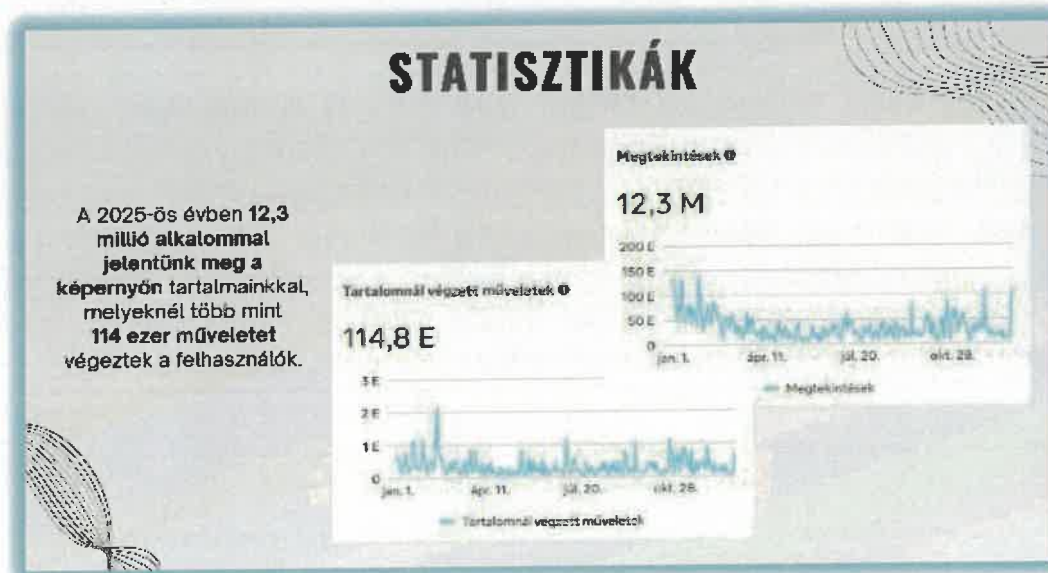 STATISZTIKÁK
A 2025-ös évben 12,3
millió alkalommal
jelentünk meg a
képernyőn tartalmainkkal,
melyeknél több mint
114 ezer műveletet
végeztek a felhasználók.
Tartalomnál végzett műveletek
114,8 E
3 E
2 E
1 E
0
jan. 1. ápr. 11. júl. 20. okt. 28.
Tartalomnál végzett műveletek
Megtekintések
12,3 M
200 E
150 E
100 E
50 E
0
jan. 1. ápr. 11. júl. 20. okt. 28.
Megtekintések